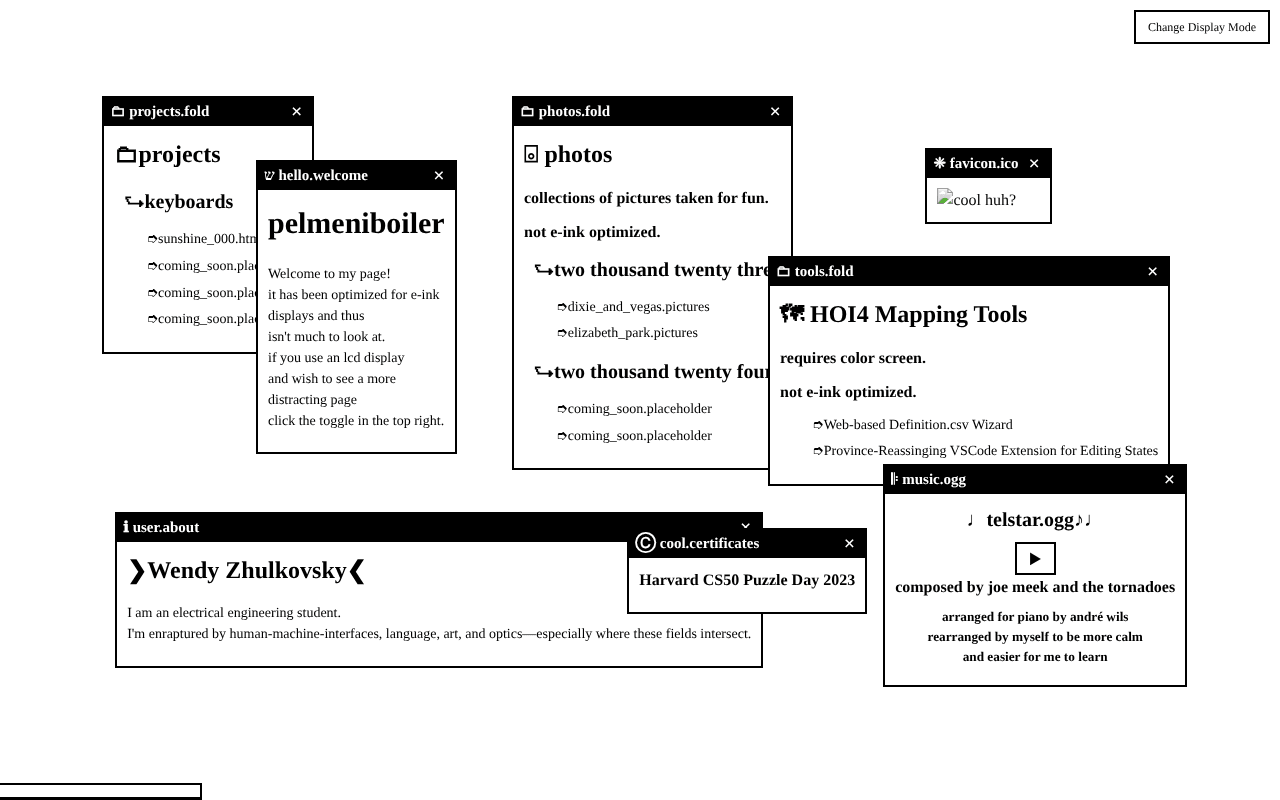 Change Display Mode
🗀 projects.fold ✕
🗀projects
⮡keyboards
➮sunshine_000.htm
➮coming_soon.plac
➮coming_soon.plac
➮coming_soon.plac
ש hello.welcome ✕
pelmeniboiler
Welcome to my page!
it has been optimized for e-ink
displays and thus
isn't much to look at.
if you use an lcd display
and wish to see a more
distracting page
click the toggle in the top right.
🗀 photos.fold ✕
⌻ photos
collections of pictures taken for fun.
not e-ink optimized.
⮡two thousand twenty thre
➮dixie_and_vegas.pictures
➮elizabeth_park.pictures
⮡two thousand twenty four
➮coming_soon.placeholder
➮coming_soon.placeholder
❋ favicon.ico ✕
cool huh?
🗀 tools.fold ✕
🗺 HOI4 Mapping Tools
requires color screen.
not e-ink optimized.
➮Web-based Definition.csv Wizard
➮Province-Reassinging VSCode Extension for Editing States
ℹ user.about
❯Wendy Zhulkovsky❮
I am an electrical engineering student.
I'm enraptured by human-machine-interfaces, language, art, and optics—especially where these fields intersect.
Ⓒ cool.certificates ✕
Harvard CS50 Puzzle Day 2023
𝄆 music.ogg ✕
♩telstar.ogg♪♩
composed by joe meek and the tornadoes
arranged for piano by andré wils
rearranged by myself to be more calm
and easier for me to learn